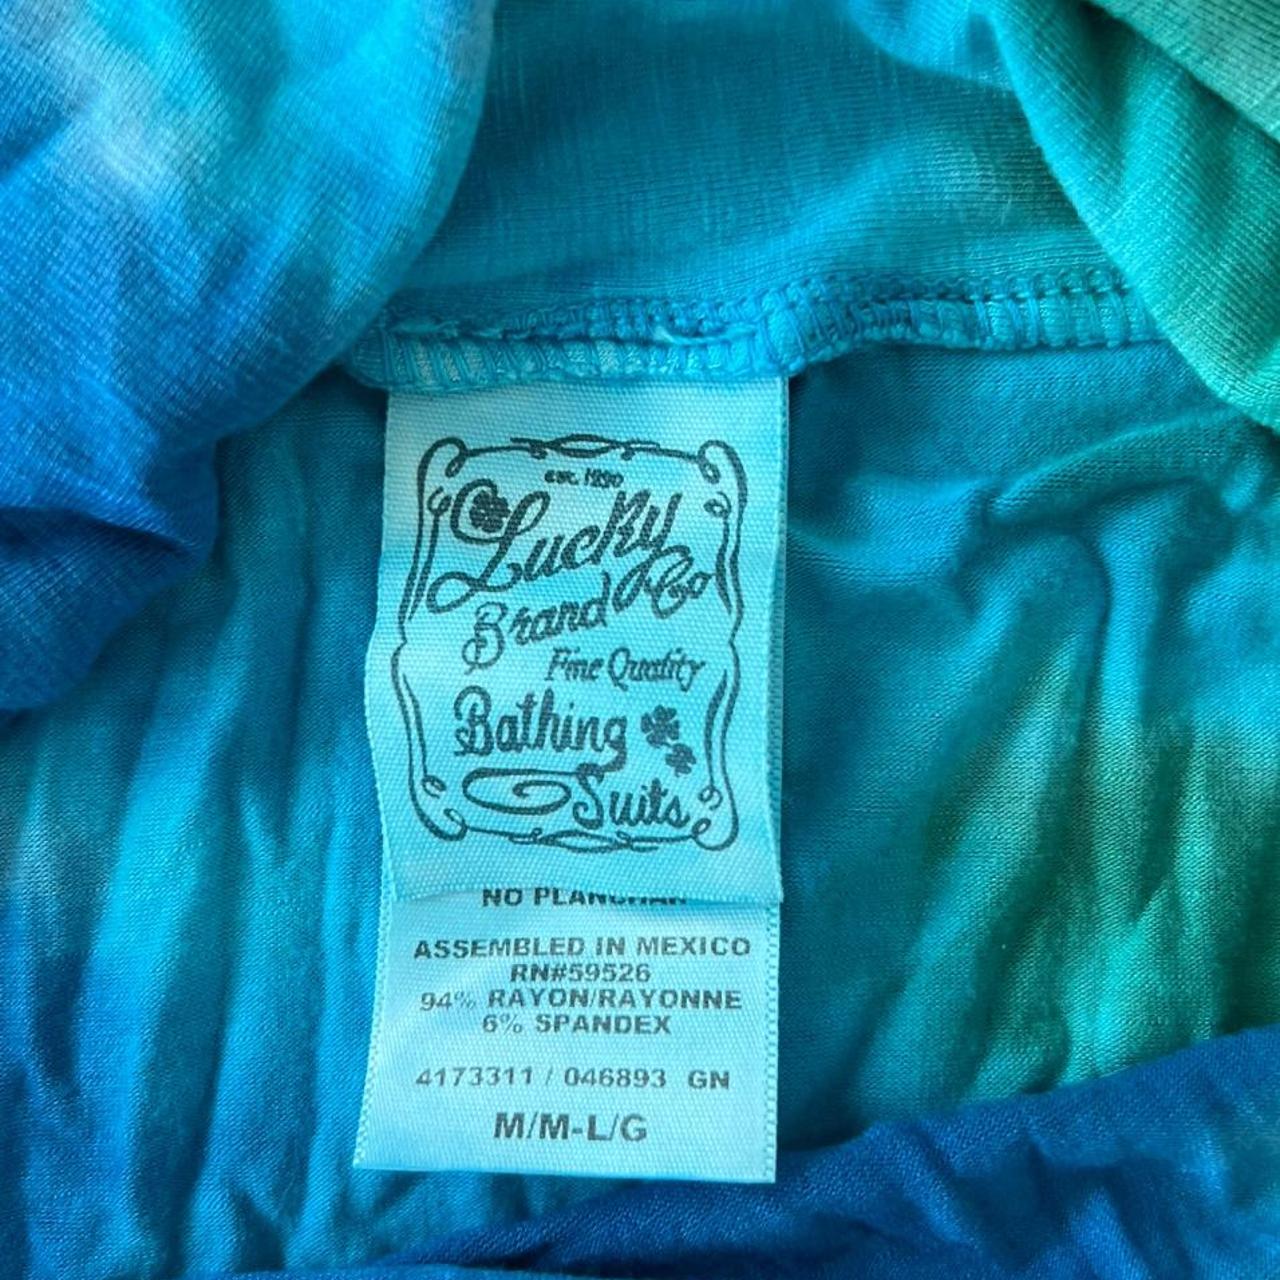 est. 1990
Lucky
Brand Co
Fine Quality
Bathing
Suits
NO PLANCHAR
ASSEMBLED IN MEXICO
RN#59526
94% RAYON/RAYONNE
6% SPANDEX
4173311 / 046893 GN
M/M-L/G